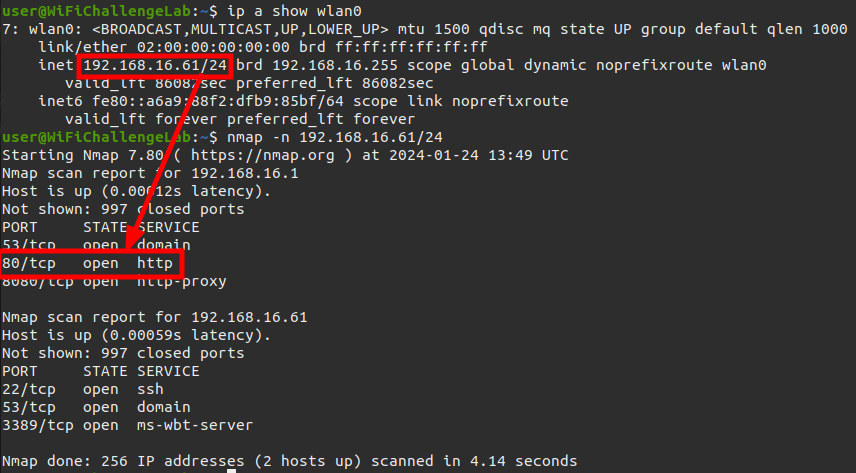 user@WiFiChallengeLab:~$ ip a show wlan0
7: wlan0: <BROADCAST,MULTICAST,UP,LOWER_UP> mtu 1500 qdisc mq state UP group default qlen 1000
    link/ether 02:00:00:00:00:00 brd ff:ff:ff:ff:ff:ff
    inet 192.168.16.61/24 brd 192.168.16.255 scope global dynamic noprefixroute wlan0
       valid_lft 86082sec preferred_lft 86082sec
    inet6 fe80::a6a9:88f2:dfb9:85bf/64 scope link noprefixroute
       valid_lft forever preferred_lft forever
user@WiFiChallengeLab:~$ nmap -n 192.168.16.61/24
Starting Nmap 7.80 ( https://nmap.org ) at 2024-01-24 13:49 UTC
Nmap scan report for 192.168.16.1
Host is up (0.00012s latency).
Not shown: 997 closed ports
PORT     STATE SERVICE
53/tcp   open  domain
80/tcp   open  http
8080/tcp open  http-proxy

Nmap scan report for 192.168.16.61
Host is up (0.00059s latency).
Not shown: 997 closed ports
PORT     STATE SERVICE
22/tcp   open  ssh
53/tcp   open  domain
3389/tcp open  ms-wbt-server

Nmap done: 256 IP addresses (2 hosts up) scanned in 4.14 seconds